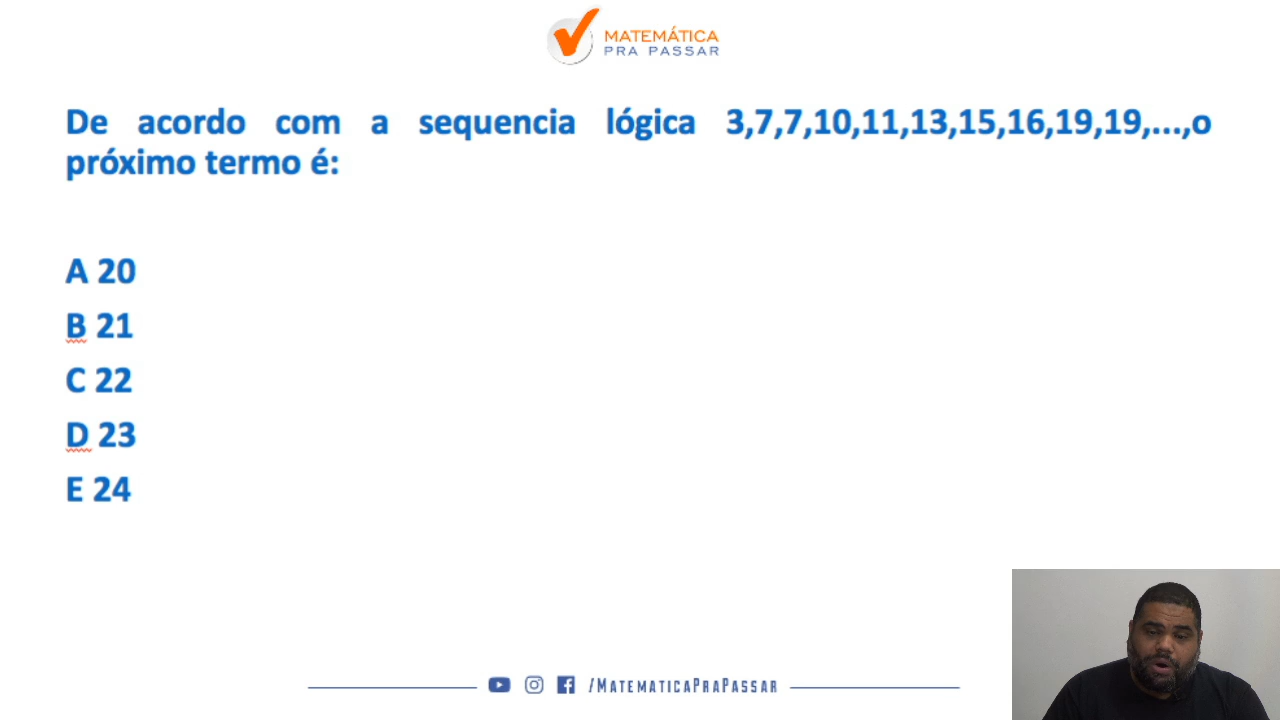 MATEMÁTICA
PRA PASSAR
De acordo com a sequencia lógica 3,7,7,10,11,13,15,16,19,19,...,o
próximo termo é:
A 20
B 21
C 22
D 23
E 24
/MATEMATICAPRAPASSAR